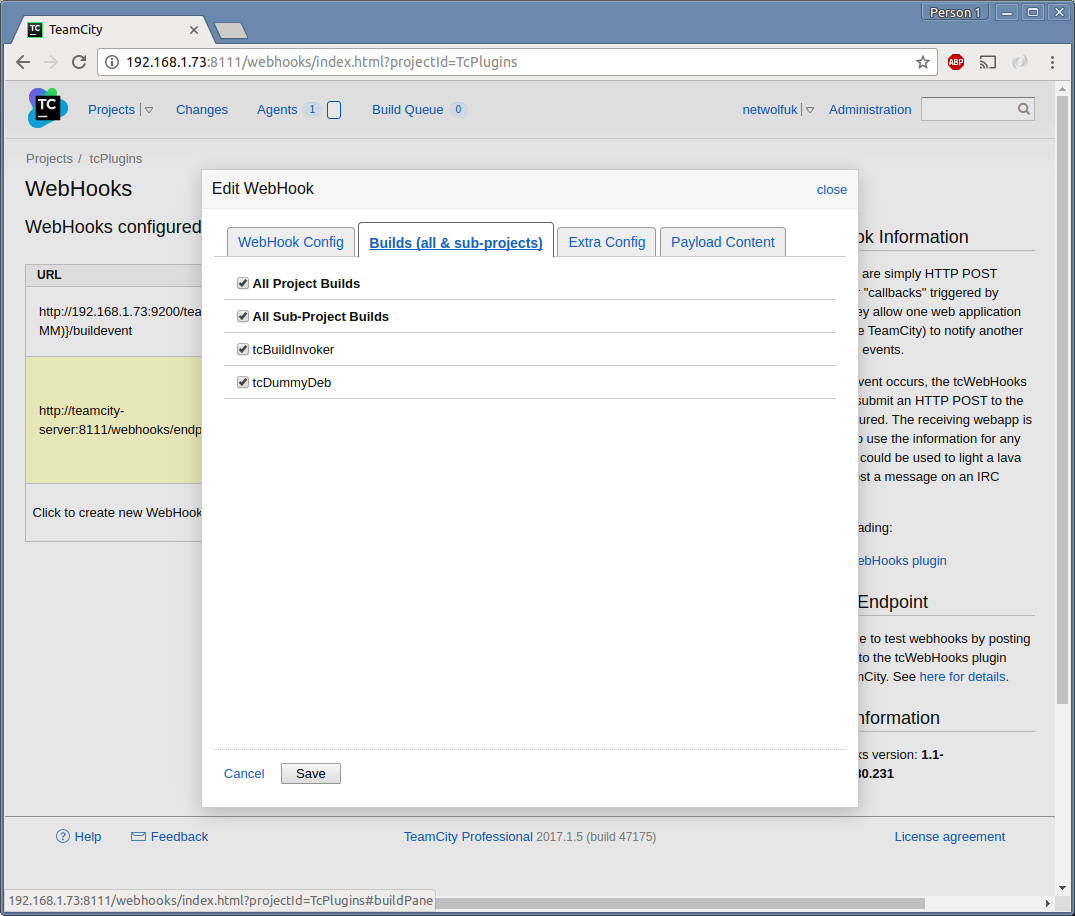 TC TeamCity
Person 1
192.168.1.73:8111/webhooks/index.html?projectId=TcPlugins
ABP
TC
Projects
Changes
Agents 1
Build Queue 0
netwolfuk
Administration
Projects / tcPlugins
WebHooks
WebHooks configured
URL
http://192.168.1.73:9200/tea
MM)}/buildevent
http://teamcity-
server:8111/webhooks/endp
Click to create new WebHook
Edit WebHook
close
WebHook Config
Builds (all & sub-projects)
Extra Config
Payload Content
All Project Builds
All Sub-Project Builds
tcBuildInvoker
tcDummyDeb
Cancel
Save
ok Information
are simply HTTP POST
"callbacks" triggered by
ey allow one web application
e TeamCity) to notify another
events.
vent occurs, the tcWebHooks
submit an HTTP POST to the
ured. The receiving webapp is
o use the information for any
could be used to light a lava
st a message on an IRC
ading:
ebHooks plugin
Endpoint
e to test webhooks by posting
to the tcWebHooks plugin
mCity. See here for details.
nformation
ks version: 1.1-
30.231
Help
Feedback
TeamCity Professional 2017.1.5 (build 47175)
License agreement
192.168.1.73:8111/webhooks/index.html?projectId=TcPlugins#buildPane